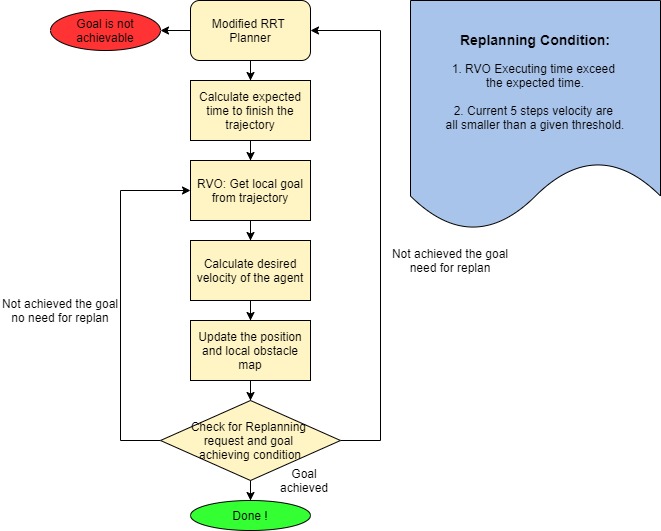 Goal is not
achievable
Modified RRT
Planner
Replanning Condition:
1. RVO Executing time exceed
the expected time.
2. Current 5 steps velocity are
all smaller than a given threshold.
Calculate expected
time to finish the
trajectory
RVO: Get local goal
from trajectory
Calculate desired
velocity of the agent
Not achieved the goal
need for replan
Not achieved the goal
no need for replan
Update the position
and local obstacle
map
Check for Replanning
request and goal
achieving condition
Goal
achieved
Done !